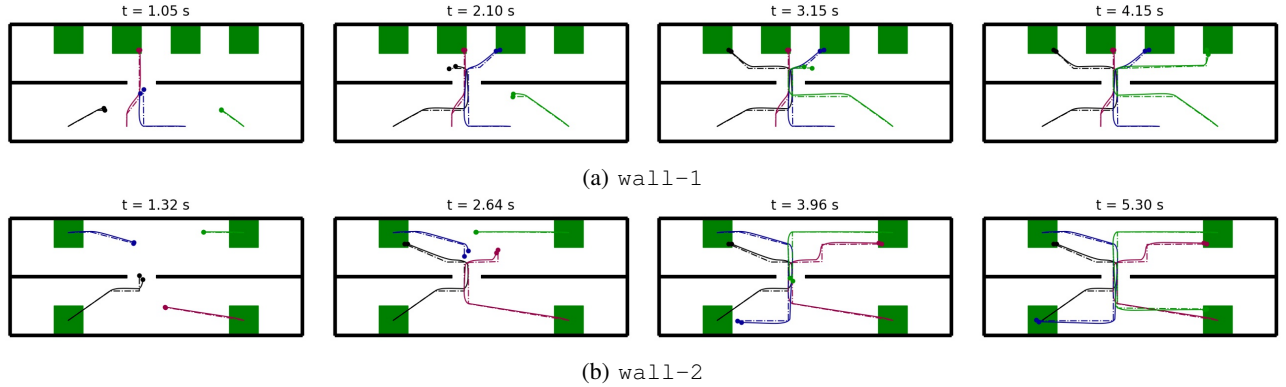 t = 1.05 s t = 2.10 s t = 3.15 s t = 4.15 s
(a) wall-1
t = 1.32 s t = 2.64 s t = 3.96 s t = 5.30 s
(b) wall-2